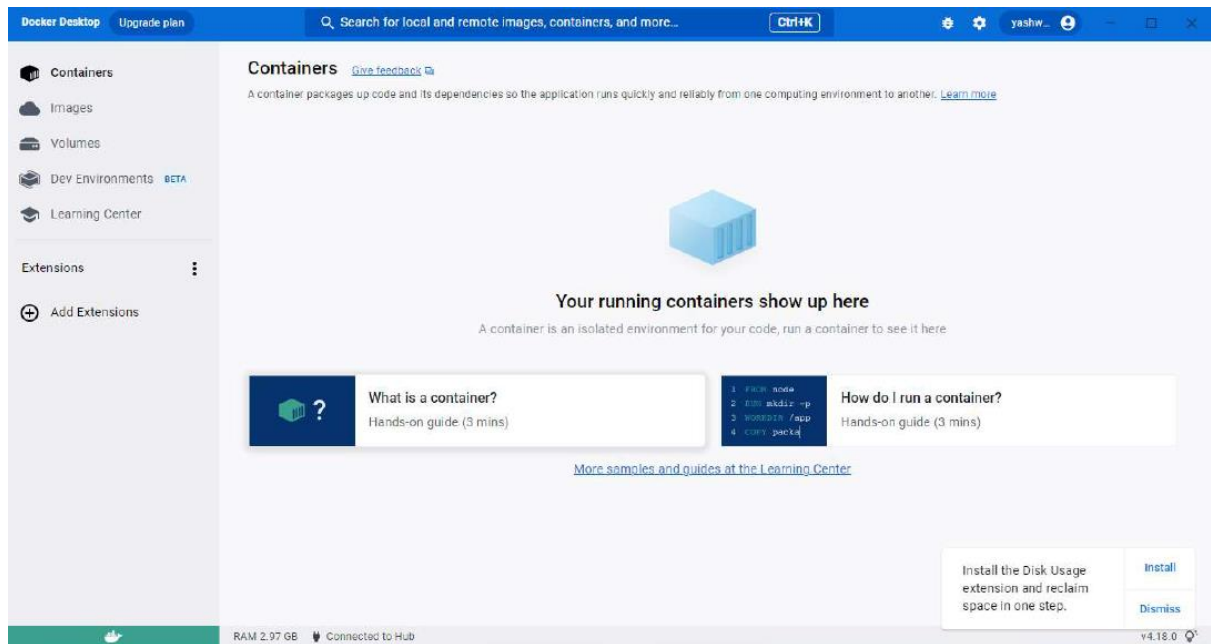 Docker Desktop Upgrade plan Search for local and remote images, containers, and more... Ctrl+K yashw...
Containers
Images
Volumes
Dev Environments BETA
Learning Center
Extensions
Add Extensions
Containers Give feedback
A container packages up code and its dependencies so the application runs quickly and reliably from one computing environment to another. Learn more
Your running containers show up here
A container is an isolated environment for your code, run a container to see it here
?
What is a container?
Hands-on guide (3 mins)
1 FROM node
2 RUN mkdir -p
3 WORKDIR /app
4 COPY packa
How do I run a container?
Hands-on guide (3 mins)
More samples and guides at the Learning Center
Install the Disk Usage
extension and reclaim
space in one step.
Install
Dismiss
RAM 2.97 GB Connected to Hub v4.18.0